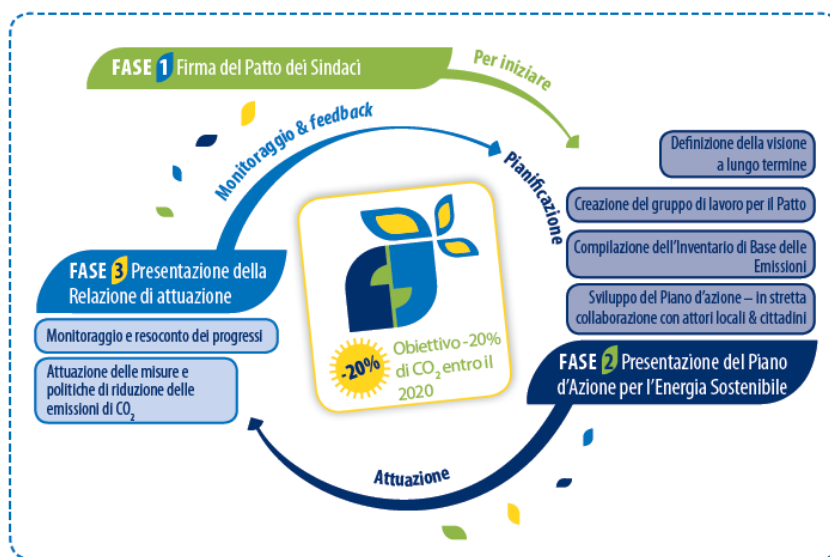 FASE 1 Firma del Patto dei Sindaci
Per iniziare
Monitoraggio & feedback
Pianificazione
Definizione della visione
a lungo termine
Creazione del gruppo di lavoro per il Patto
Compilazione dell'Inventario di Base delle
Emissioni
Sviluppo del Piano d'azione – in stretta
collaborazione con attori locali & cittadini
FASE 2 Presentazione del Piano
d'Azione per l'Energia Sostenibile
FASE 3 Presentazione della
Relazione di attuazione
Monitoraggio e resoconto dei progressi
Attuazione delle misure e
politiche di riduzione delle
emissioni di CO₂
-20%
Obiettivo -20%
di CO₂ entro il
2020
Attuazione